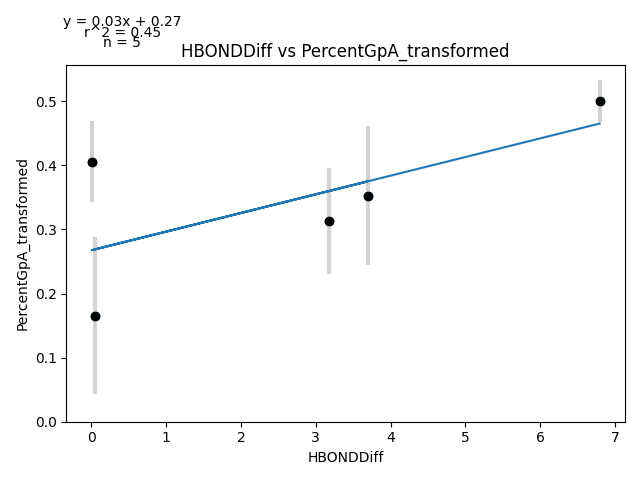 y = 0.03x + 0.27
r^2 = 0.45
n = 5
HBONDDiff vs PercentGpA_transformed
PercentGpA_transformed
0.5
0.4
0.3
0.2
0.1
0.0
0 1 2 3 4 5 6 7
HBONDDiff